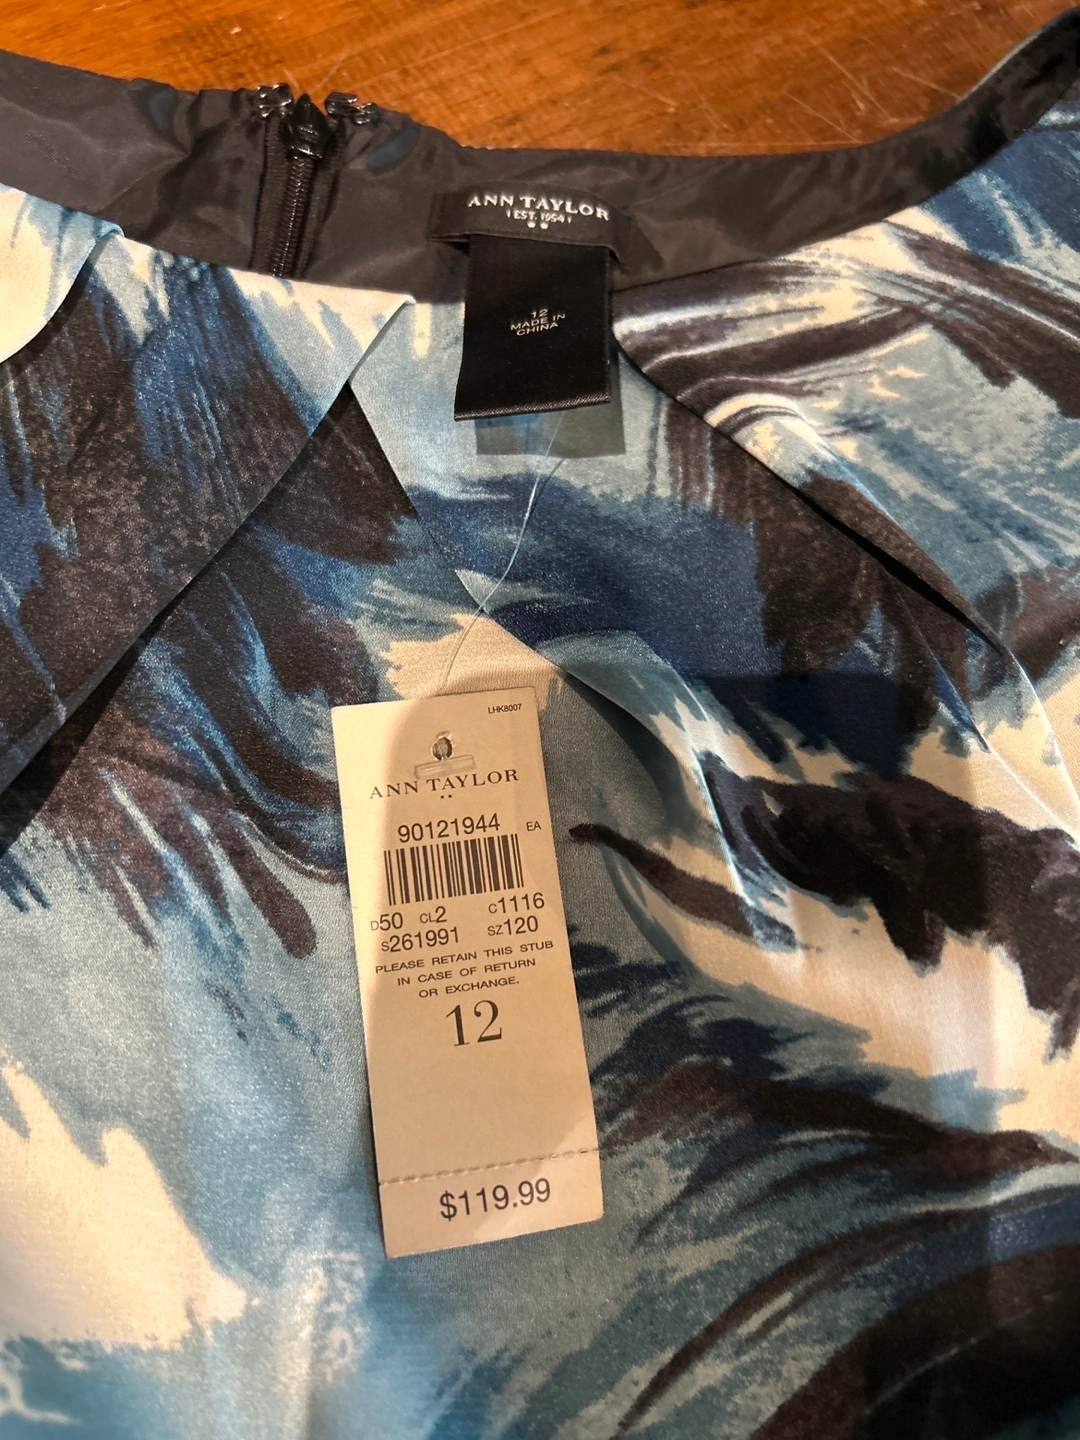 ANN TAYLOR
EST. 1954
12
MADE IN
CHINA
LHK8007
ANN TAYLOR
90121944 EA
D50 CL2 C1116
S261991 SZ120
PLEASE RETAIN THIS STUB
IN CASE OF RETURN
OR EXCHANGE.
12
$119.99